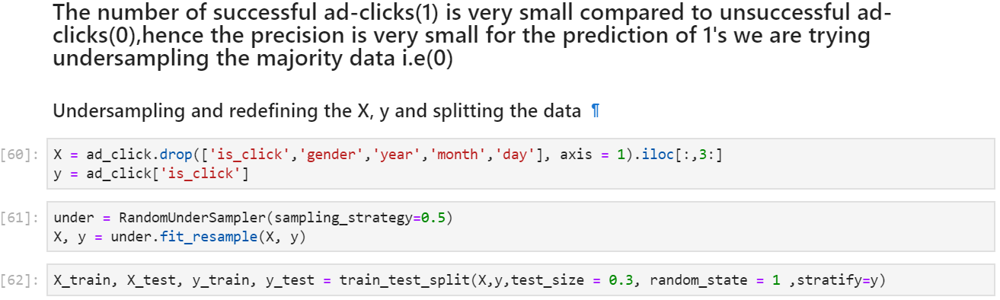 The number of successful ad-clicks(1) is very small compared to unsuccessful ad-
clicks(0),hence the precision is very small for the prediction of 1's we are trying
undersampling the majority data i.e(0)
Undersampling and redefining the X, y and splitting the data ¶
[60]: X = ad_click.drop(['is_click','gender','year','month','day'], axis = 1).iloc[:,3:]
y = ad_click['is_click']
[61]: under = RandomUnderSampler(sampling_strategy=0.5)
X, y = under.fit_resample(X, y)
[62]: X_train, X_test, y_train, y_test = train_test_split(X,y,test_size = 0.3, random_state = 1 ,stratify=y)